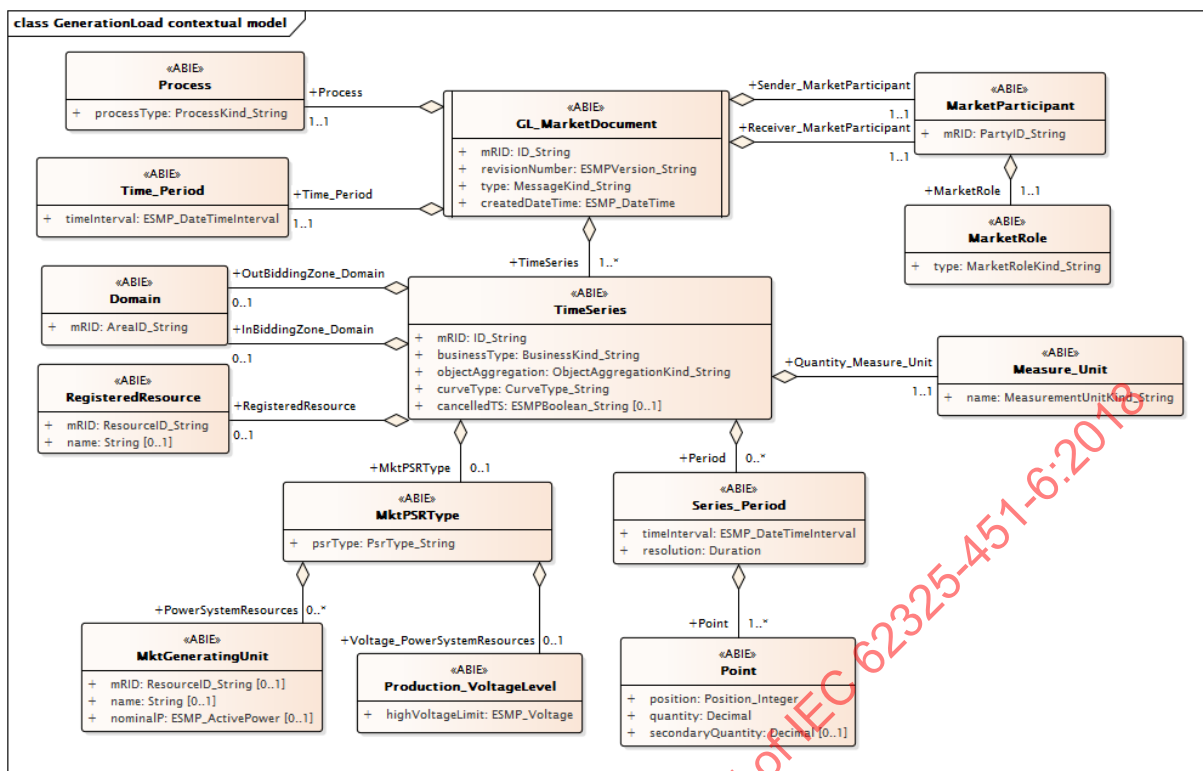 class GenerationLoad contextual model
«ABIE»
Process
+ processType: ProcessKind_String
+Process
1..1
«ABIE»
GL_MarketDocument
+ mRID: ID_String
+ revisionNumber: ESMPVersion_String
+ type: MessageKind_String
+ createdDateTime: ESMP_DateTime
+Sender_MarketParticipant
1..1
+Receiver_MarketParticipant
1..1
«ABIE»
MarketParticipant
+ mRID: PartyID_String
«ABIE»
Time_Period
+ timeInterval: ESMP_DateTimeInterval
+Time_Period
1..1
+MarketRole 1..1
«ABIE»
MarketRole
+ type: MarketRoleKind_String
+TimeSeries 1..*
«ABIE»
Domain
+ mRID: AreaID_String
+OutBiddingZone_Domain
0..1
+InBiddingZone_Domain
0..1
«ABIE»
TimeSeries
+ mRID: ID_String
+ businessType: BusinessKind_String
+ objectAggregation: ObjectAggregationKind_String
+ curveType: CurveType_String
+ cancelledTS: ESMPBoolean_String [0..1]
+Quantity_Measure_Unit
1..1
«ABIE»
Measure_Unit
+ name: MeasurementUnitKind_String
«ABIE»
RegisteredResource
+ mRID: ResourceID_String
+ name: String [0..1]
+RegisteredResource
0..1
+MktPSRType 0..1
+Period 0..*
«ABIE»
MktPSRType
+ psrType: PsrType_String
«ABIE»
Series_Period
+ timeInterval: ESMP_DateTimeInterval
+ resolution: Duration
+PowerSystemResources 0..*
+Voltage_PowerSystemResources 0..1
+Point 1..*
«ABIE»
MktGeneratingUnit
+ mRID: ResourceID_String [0..1]
+ name: String [0..1]
+ nominalP: ESMP_ActivePower [0..1]
«ABIE»
Production_VoltageLevel
+ highVoltageLimit: ESMP_Voltage
«ABIE»
Point
+ position: Position_Integer
+ quantity: Decimal
+ secondaryQuantity: Decimal [0..1]
of IEC 62325-451-6:2018